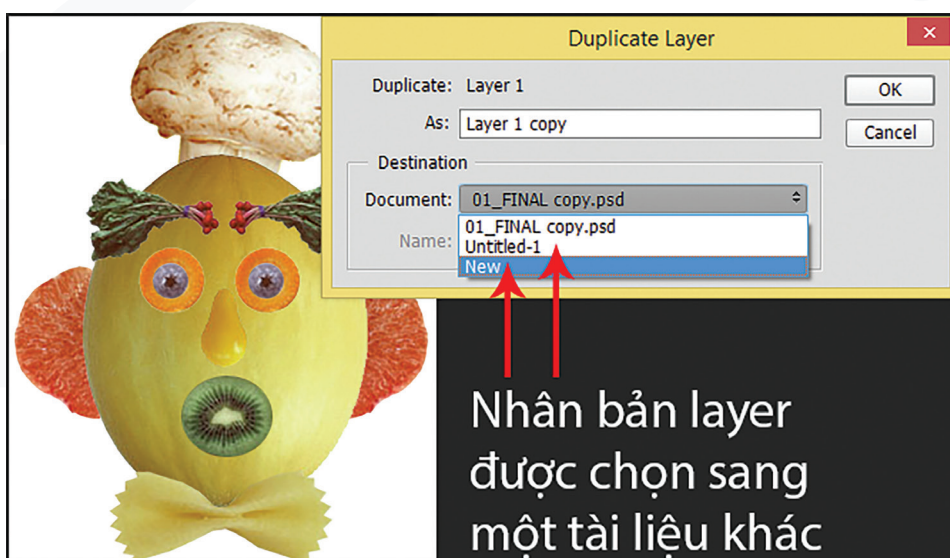 Duplicate Layer
Duplicate: Layer 1
OK
As: Layer 1 copy
Cancel
Destination
Document: 01_FINAL copy.psd
01_FINAL copy.psd
Name:
Untitled-1
New
Nhân bản layer
được chọn sang
một tài liệu khác